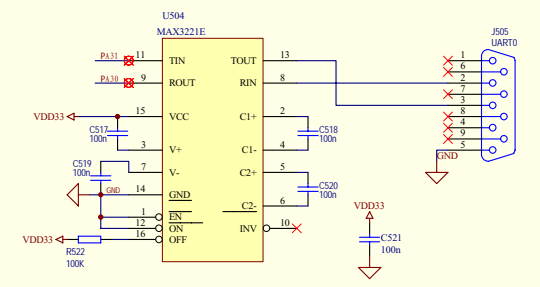 U504
MAX3221E
J505
UART0
PA31 11 TIN TOUT 13
1
6
PA30 9 ROUT RIN 8
2
7
3
VDD33 15 VCC C1+ 2
8
C517
100n
C518
100n
4
9
3 V+ C1- 4
5
GND
C519
100n
7 V- C2+ 5
GND 14 GND
C520
100n
C2- 6
1 EN
VDD33
12 ON
INV 10
VDD33 16 OFF
R522
100K
C521
100n